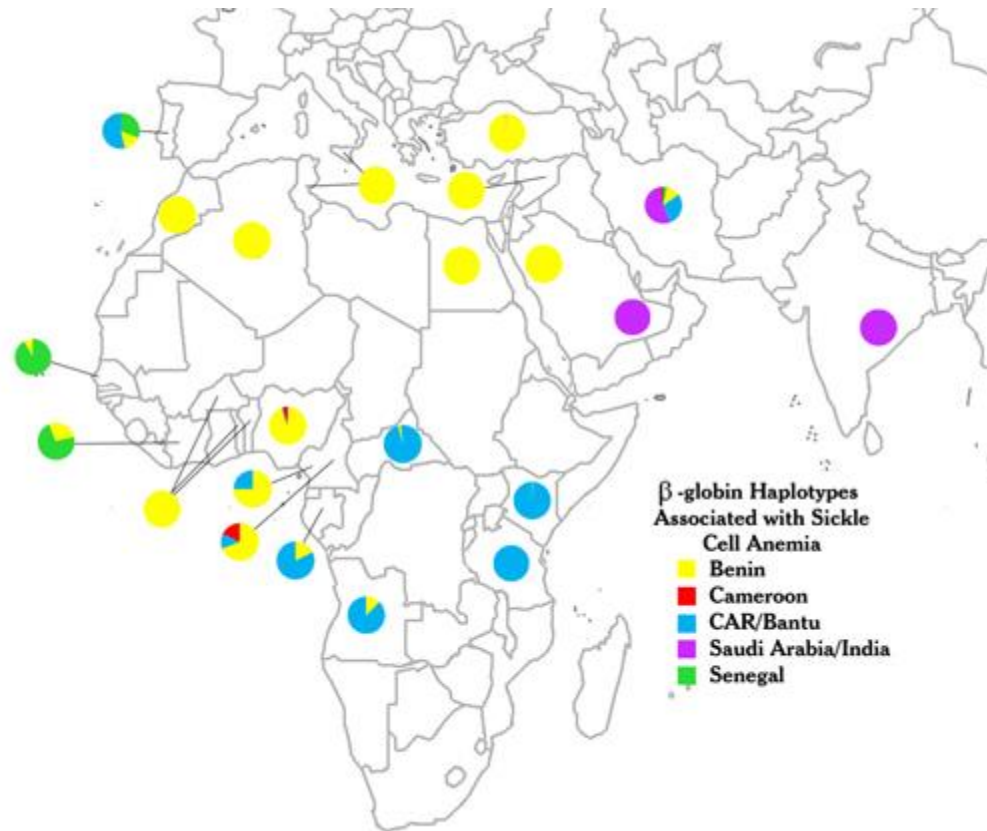 β -globin Haplotypes
Associated with Sickle
Cell Anemia
Benin
Cameroon
CAR/Bantu
Saudi Arabia/India
Senegal